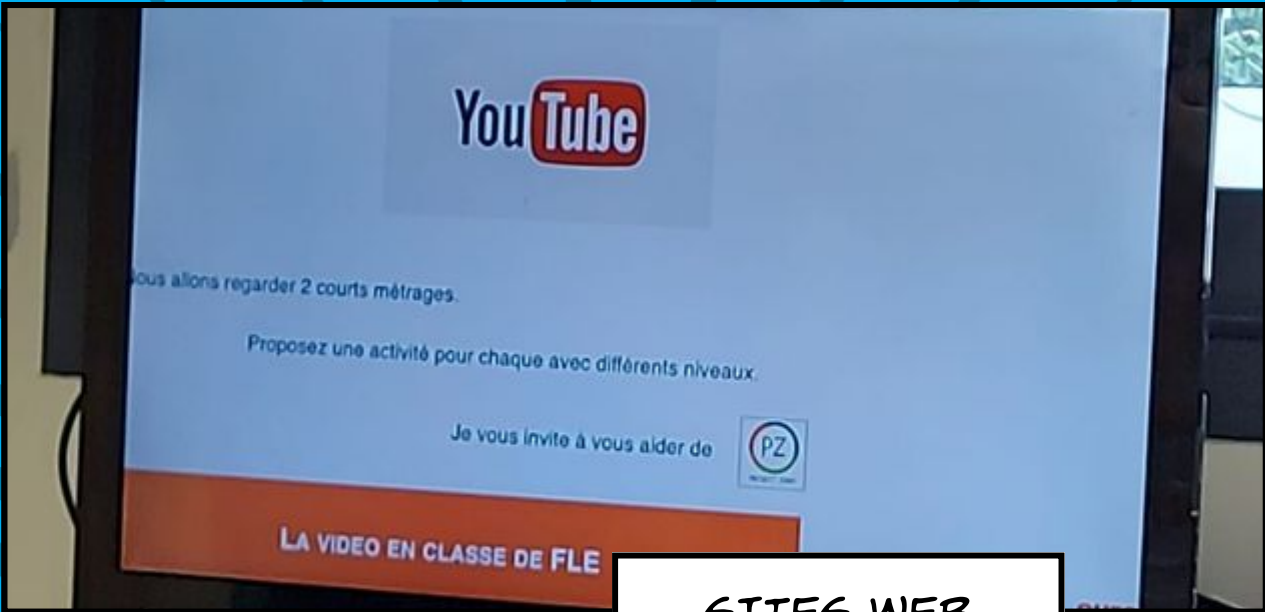 YouTube
ous allons regarder 2 courts métrages.
Proposez une activité pour chaque avec différents niveaux.
Je vous invite à vous aider de
PZ
LA VIDEO EN CLASSE DE FLE
SITES WEB